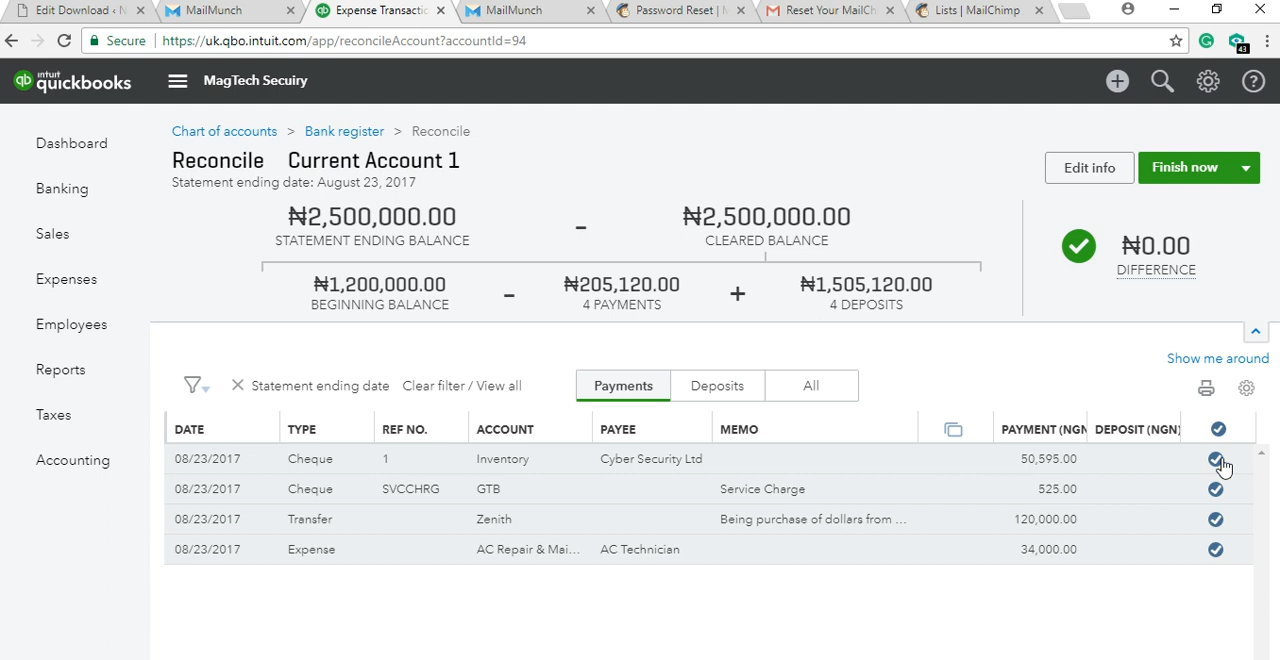 Edit Download ‹ N
MailMunch
Expense Transactic
MailMunch
Password Reset | M
Reset Your MailCh
Lists | MailChimp
Secure https://uk.qbo.intuit.com/app/reconcileAccount?accountId=94
43
qb intuit quickbooks
MagTech Secuiry
Dashboard
Banking
Sales
Expenses
Employees
Reports
Taxes
Accounting
Chart of accounts > Bank register > Reconcile
Reconcile Current Account 1
Statement ending date: August 23, 2017
Edit info
Finish now
₦2,500,000.00 - ₦2,500,000.00
STATEMENT ENDING BALANCE CLEARED BALANCE
₦1,200,000.00 - ₦205,120.00 + ₦1,505,120.00
BEGINNING BALANCE 4 PAYMENTS 4 DEPOSITS
₦0.00
DIFFERENCE
Show me around
Statement ending date Clear filter / View all
Payments Deposits All
DATE TYPE REF NO. ACCOUNT PAYEE MEMO PAYMENT (NGN DEPOSIT (NGN)
08/23/2017 Cheque 1 Inventory Cyber Security Ltd 50,595.00
08/23/2017 Cheque SVCCHRG GTB Service Charge 525.00
08/23/2017 Transfer Zenith Being purchase of dollars from ... 120,000.00
08/23/2017 Expense AC Repair & Mai... AC Technician 34,000.00